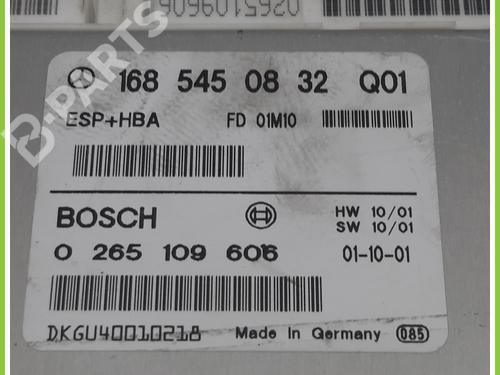 0265109606
168 545 08 32 Q01
ESP+HBA FD 01M10
BOSCH HW 10/01
SW 10/01
0 265 109 606 01-10-01
DKGU40010218 Made in Germany 085
B-PARTS